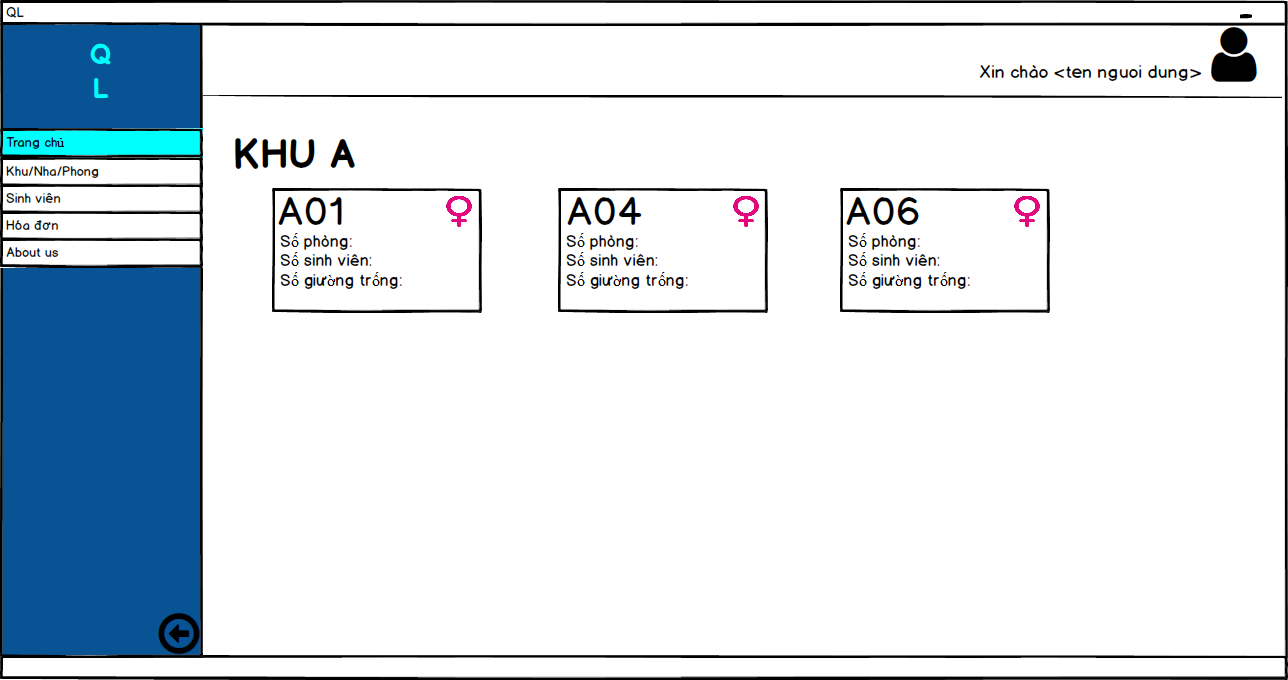 QL
Q
L
Xin chào <ten nguoi dung>
Trang chủ
Khu/Nha/Phong
Sinh viên
Hóa đơn
About us
KHU A
A01
Số phòng:
Số sinh viên:
Số giường trống:
A04
Số phòng:
Số sinh viên:
Số giường trống:
A06
Số phòng:
Số sinh viên:
Số giường trống: